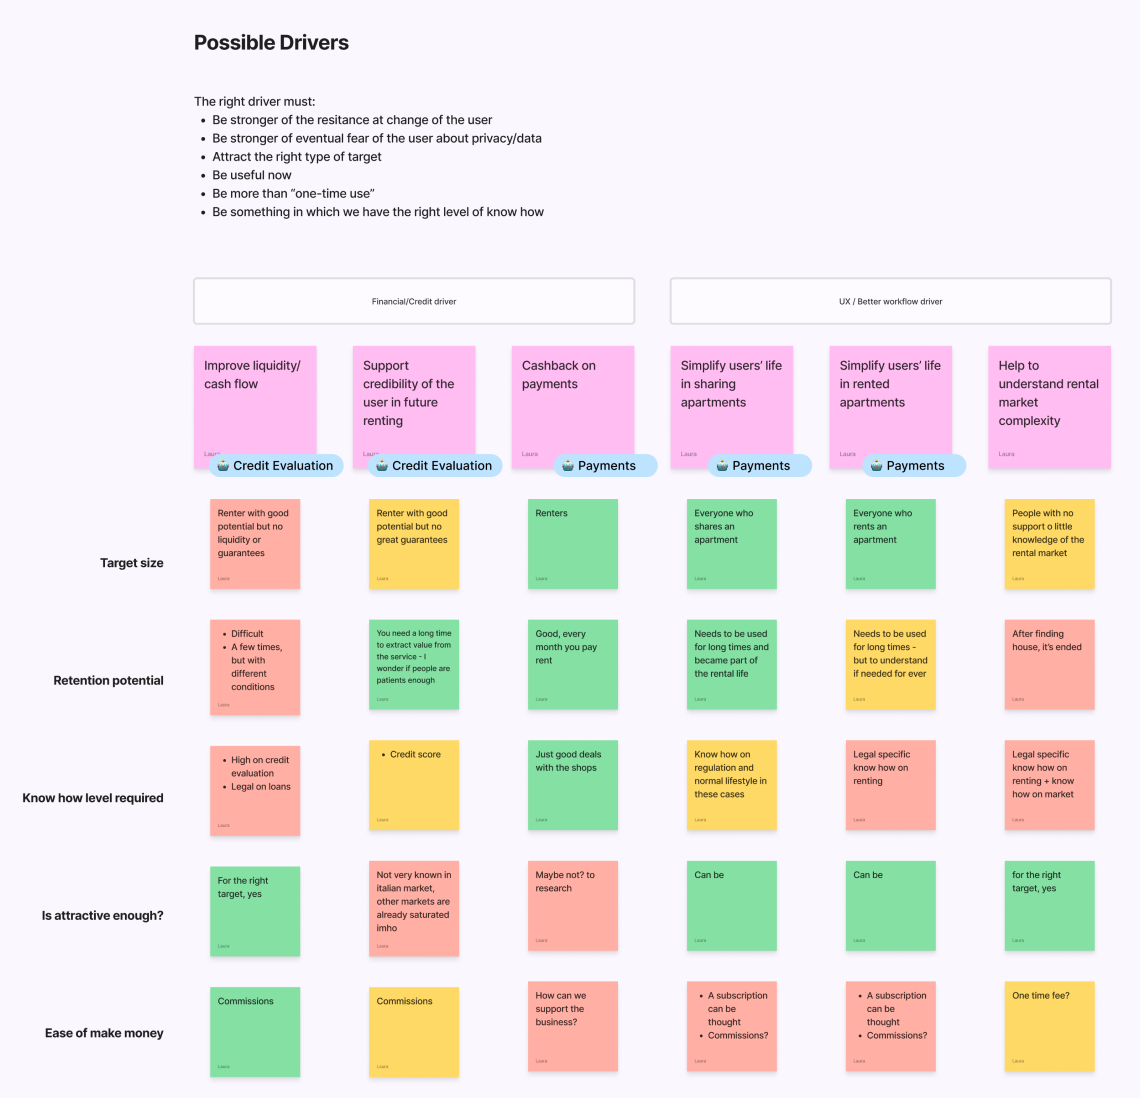 Possible Drivers
The right driver must:
• Be stronger of the resitance at change of the user
• Be stronger of eventual fear of the user about privacy/data
• Attract the right type of target
• Be useful now
• Be more than “one-time use”
• Be something in which we have the right level of know how
Financial/Credit driver
UX / Better workflow driver
Improve liquidity/
cash flow
Laura
Credit Evaluation
Support
credibility of the
user in future
renting
Laura
Credit Evaluation
Cashback on
payments
Laura
Payments
Simplify users’ life
in sharing
apartments
Laura
Payments
Simplify users’ life
in rented
apartments
Laura
Payments
Help to
understand rental
market
complexity
Laura
Target size
Renter with good
potential but no
liquidity or
guarantees
Laura
Renter with good
potential but no
great guarantees
Laura
Renters
Laura
Everyone who
shares an
apartment
Laura
Everyone who
rents an
apartment
Laura
People with no
support o little
knowledge of the
rental market
Laura
Retention potential
• Difficult
• A few times,
but with
different
conditions
Laura
You need a long time
to extract value from
the service - I
wonder if people are
patients enough
Laura
Good, every
month you pay
rent
Laura
Needs to be used
for long times and
became part of
the rental life
Laura
Needs to be used
for long times -
but to understand
if needed for ever
Laura
After finding
house, it’s ended
Laura
Know how level required
• High on credit
evaluation
• Legal on loans
Laura
• Credit score
Laura
Just good deals
with the shops
Laura
Know how on
regulation and
normal lifestyle in
these cases
Laura
Legal specific
know how on
renting
Laura
Legal specific
know how on
renting + know
how on market
Laura
Is attractive enough?
For the right
target, yes
Laura
Not very known in
italian market,
other markets are
already saturated
imho
Laura
Maybe not? to
research
Laura
Can be
Laura
Can be
Laura
for the right
target, yes
Laura
Ease of make money
Commissions
Laura
Commissions
Laura
How can we
support the
business?
Laura
• A subscription
can be
thought
• Commissions?
Laura
• A subscription
can be
thought
• Commissions?
Laura
One time fee?
Laura